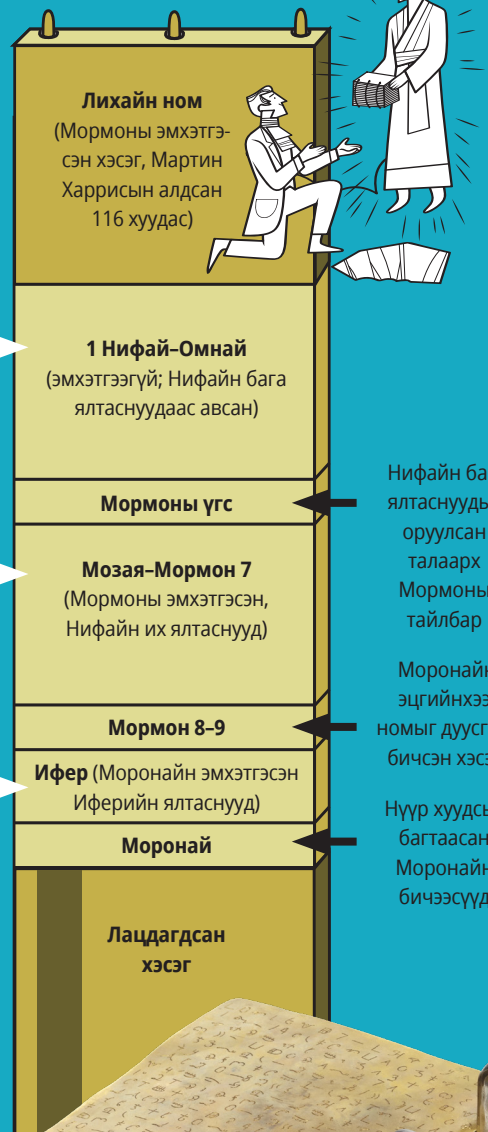 Лихайн ном
(Мормоны эмхэтгэ-
сэн хэсэг, Мартин
Харрисын алдсан
116 хуудас)
1 Нифай–Омнай
(эмхэтгээгүй; Нифайн бага
ялтаснуудаас авсан)
Мормоны үгс
Мозая–Мормон 7
(Мормоны эмхэтгэсэн,
Нифайн их ялтаснууд)
Мормон 8–9
Ифер (Моронайн эмхэтгэсэн
Иферийн ялтаснууд)
Моронай
Лацдагдсан
хэсэг
Нифайн ба
ялтаснууды
оруулсан
талаарх
Мормоны
тайлбар
Моронайн
эцгийнхээ
номыг дуусг
бичсэн хэсэ
Нүүр хуудсы
багтаасан
Моронайн
бичээсүүд